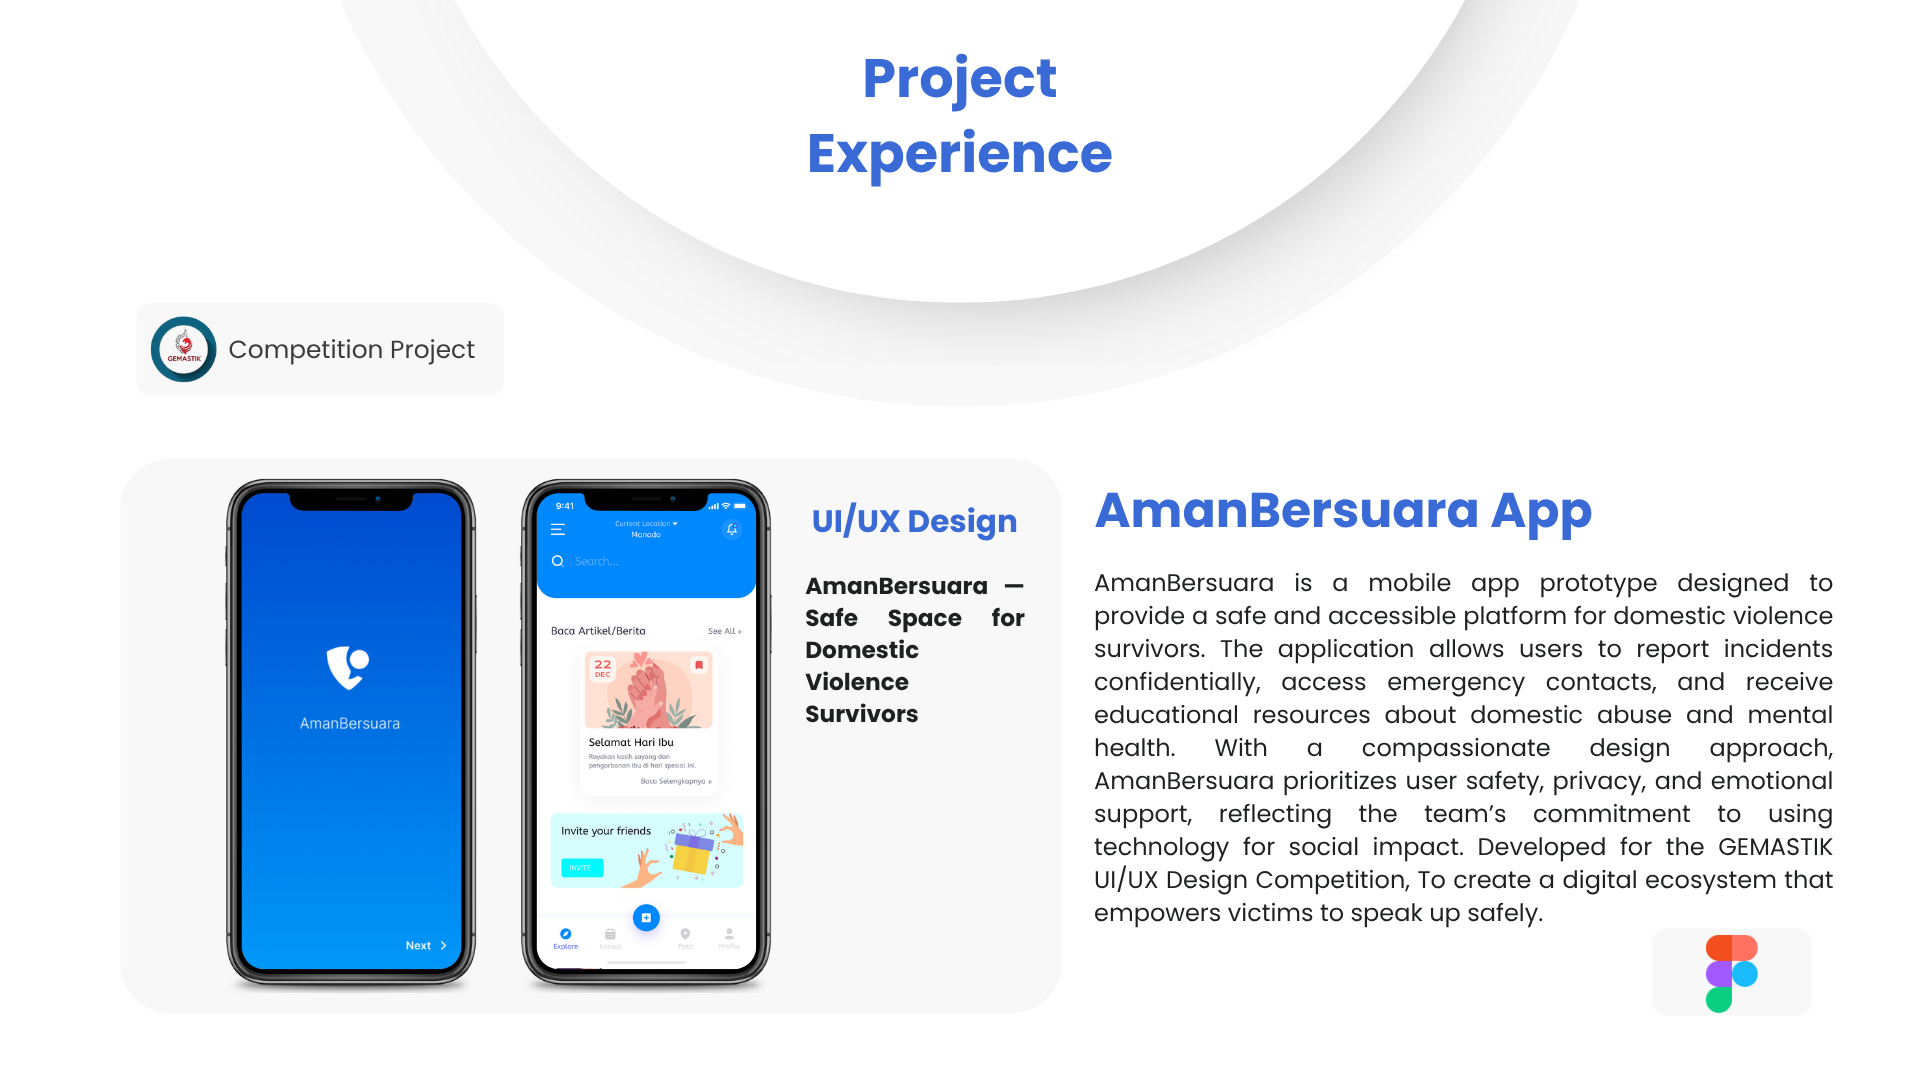 Project
Experience
GEMASTIK
Competition Project
AmanBersuara
Next
9:41
Current Location
Manado
Search...
Baca Artikel/Berita
See All »
22
DEC
Selamat Hari Ibu
Rayakan kasih sayang dan
pengorbanan ibu di hari spesial ini.
Baca Selengkapnya »
Invite your friends
INVITE
Explore
Konsul
Peta
Profile
UI/UX Design
AmanBersuara —
Safe Space for
Domestic
Violence
Survivors
AmanBersuara App
AmanBersuara is a mobile app prototype designed to
provide a safe and accessible platform for domestic violence
survivors. The application allows users to report incidents
confidentially, access emergency contacts, and receive
educational resources about domestic abuse and mental
health. With a compassionate design approach,
AmanBersuara prioritizes user safety, privacy, and emotional
support, reflecting the team’s commitment to using
technology for social impact. Developed for the GEMASTIK
UI/UX Design Competition, To create a digital ecosystem that
empowers victims to speak up safely.